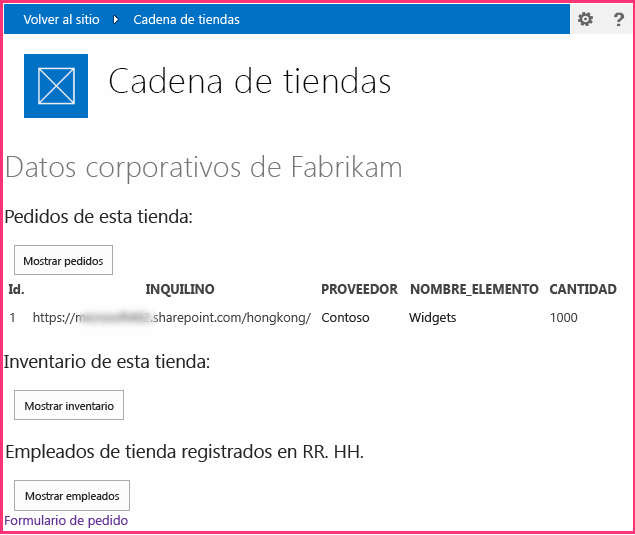 Volver al sitio Cadena de tiendas ?
Cadena de tiendas
Datos corporativos de Fabrikam
Pedidos de esta tienda:
Mostrar pedidos
Id. INQUILINO PROVEEDOR NOMBRE_ELEMENTO CANTIDAD
1 https:// .sharepoint.com/hongkong/ Contoso Widgets 1000
Inventario de esta tienda:
Mostrar inventario
Empleados de tienda registrados en RR. HH.
Mostrar empleados
Formulario de pedido